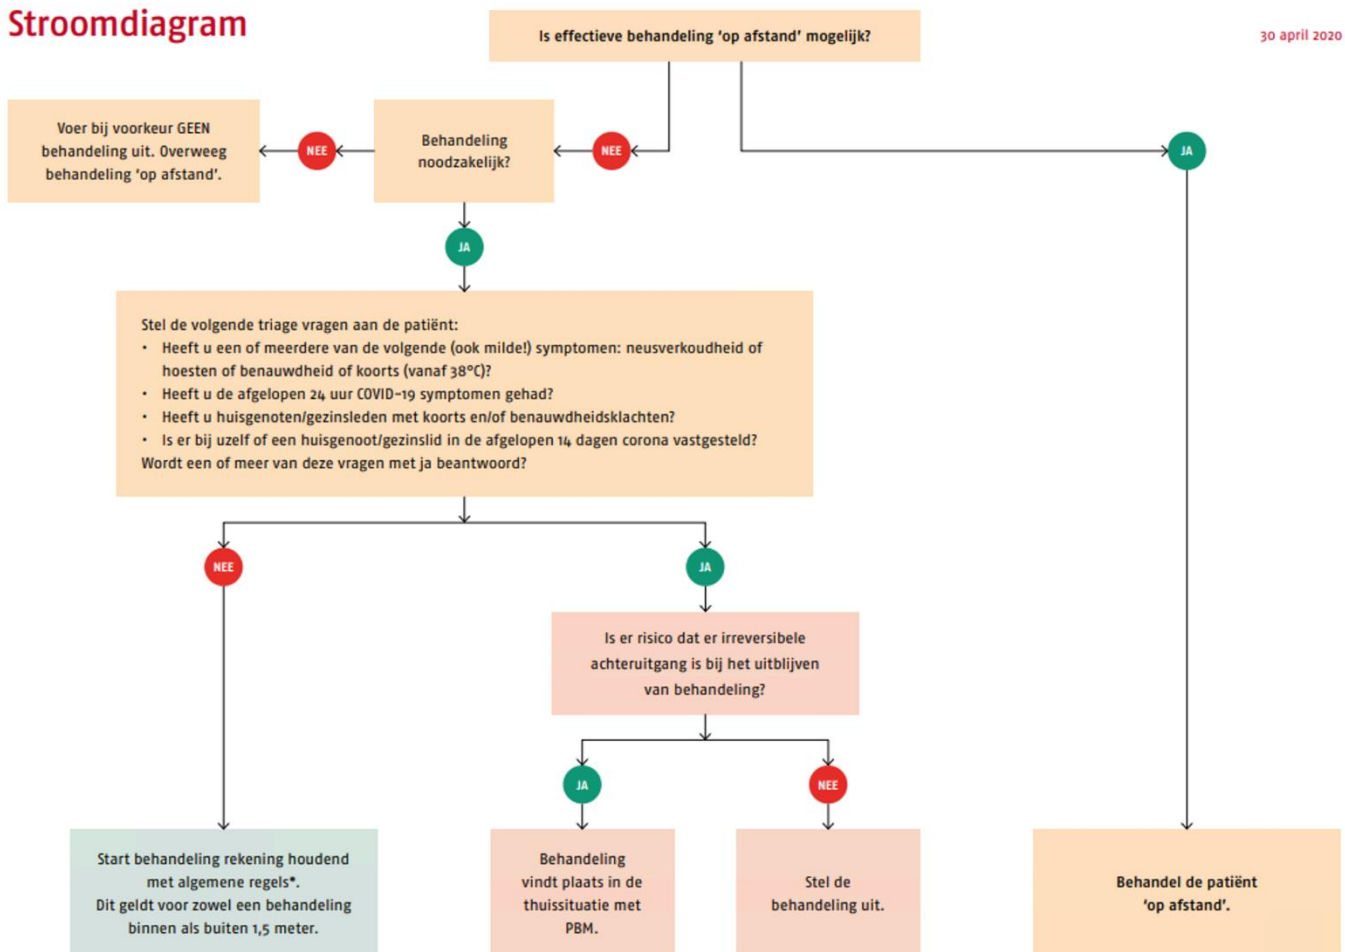 Stroomdiagram
30 april 2020
Is effectieve behandeling ‘op afstand’ mogelijk?
Voer bij voorkeur GEEN
behandeling uit. Overweeg
behandeling ‘op afstand’.
NEE
Behandeling
noodzakelijk?
NEE
JA
JA
Stel de volgende triage vragen aan de patiënt:
• Heeft u een of meerdere van de volgende (ook milde!) symptomen: neusverkoudheid of
hoesten of benauwdheid of koorts (vanaf 38°C)?
• Heeft u de afgelopen 24 uur COVID-19 symptomen gehad?
• Heeft u huisgenoten/gezinsleden met koorts en/of benauwdheidsklachten?
• Is er bij uzelf of een huisgenoot/gezinslid in de afgelopen 14 dagen corona vastgesteld?
Wordt een of meer van deze vragen met ja beantwoord?
NEE
JA
Is er risico dat er irreversibele
achteruitgang is bij het uitblijven
van behandeling?
JA
NEE
Start behandeling rekening houdend
met algemene regels*.
Dit geldt voor zowel een behandeling
binnen als buiten 1,5 meter.
Behandeling
vindt plaats in de
thuissituatie met
PBM.
Stel de
behandeling uit.
Behandel de patiënt
‘op afstand’.